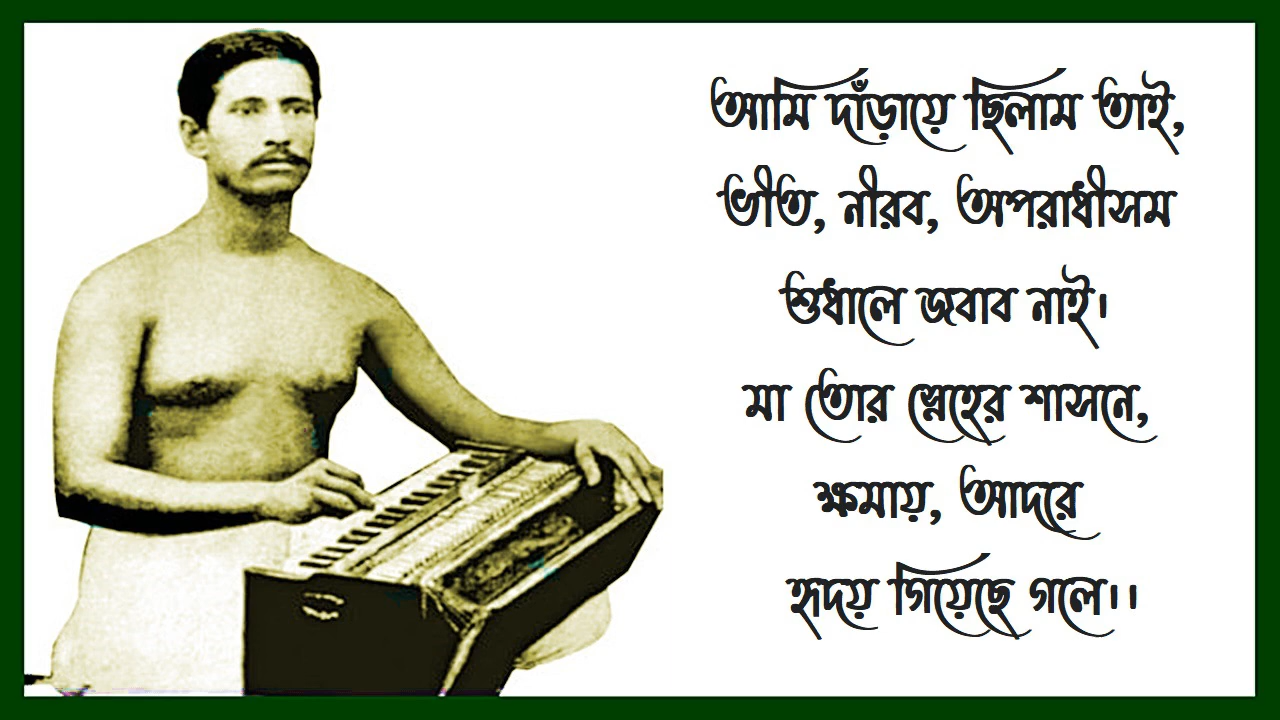 আমি দাঁড়ায়ে ছিলাম তাই,
ভীত, নীরব, অপরাধীসম
শুধালে জবাব নাই।
মা তোর স্নেহের শাসনে,
ক্ষমায়, আদরে
হৃদয় গিয়েছে গলে।।